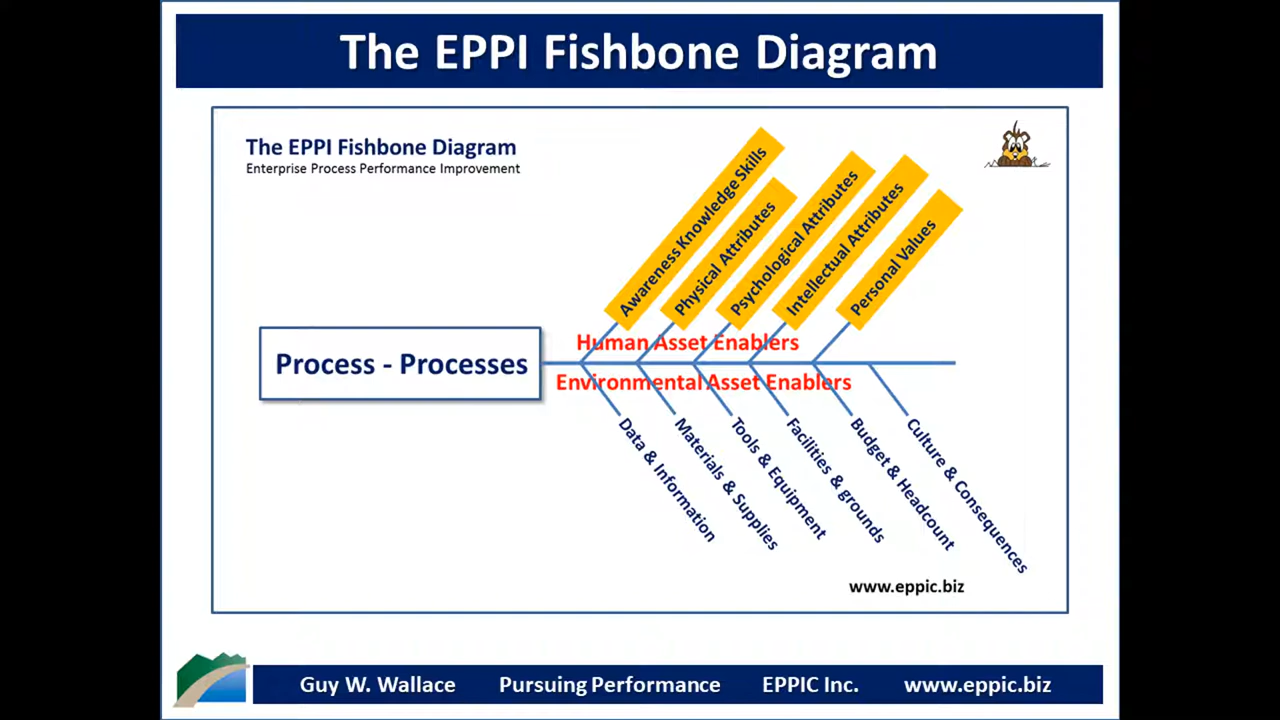 The EPPI Fishbone Diagram
The EPPI Fishbone Diagram
Enterprise Process Performance Improvement
Awareness Knowledge Skills
Physical Attributes
Psychological Attributes
Intellectual Attributes
Personal Values
Human Asset Enablers
Process - Processes
Environmental Asset Enablers
Data & Information
Materials & Supplies
Tools & Equipment
Facilities & grounds
Budget & Headcount
Culture & Consequences
www.eppic.biz
Guy W. Wallace Pursuing Performance EPPIC Inc. www.eppic.biz